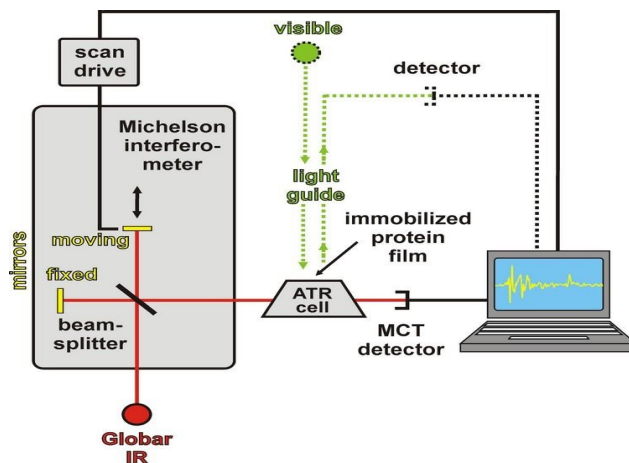 visible
scan
drive
detector
Michelson
interfero-
meter
light
guide
immobilized
protein
film
mirrors
moving
fixed
beam-
splitter
ATR
cell
MCT
detector
Globar
IR